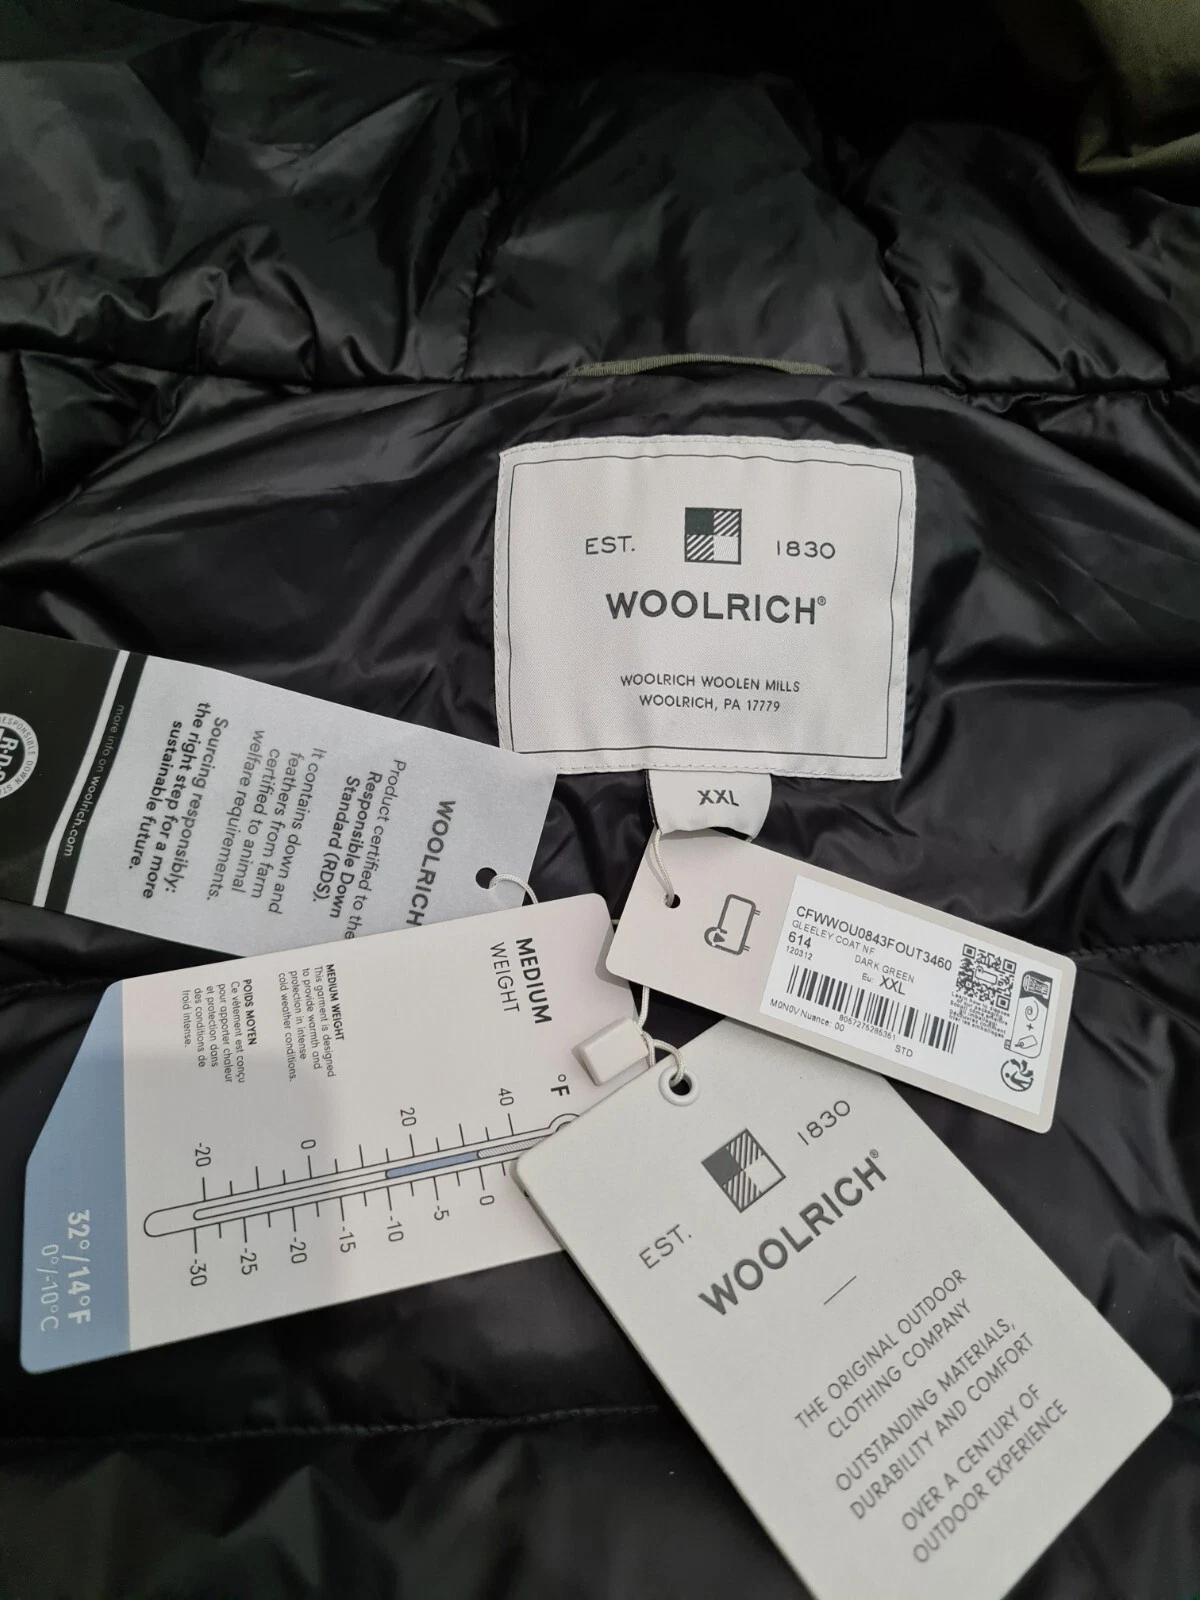 EST. 1830
WOOLRICH®
WOOLRICH WOOLEN MILLS
WOOLRICH, PA 17779
XXL
WOOLRICH
Product certified to the
Responsible Down
Standard (RDS).
It contains down and
feathers from farm
certified to animal
welfare requirements.
Sourcing responsibly:
the right step for a more
sustainable future.
more info on woolrich.com
MEDIUM
WEIGHT
MEDIUM WEIGHT
This garment is designed
to provide warmth and
protection in intense
cold weather conditions.
POIDS MOYEN
Ce vêtement est conçu
pour apporter chaleur
et protection dans
des conditions de
froid intense.
°F
40
20
0
-20
0
-5
-10
-15
-20
-25
-30
32°/14°F
0°/-10°C
CFWWOU0843FOUT3460
GLEELEY COAT NF
614
DARK GREEN
120312
Eu: XXL
8057275285361
M0N0V/Nuance: 00
STD
EST. 1830
WOOLRICH®
THE ORIGINAL OUTDOOR
CLOTHING COMPANY
OUTSTANDING MATERIALS,
DURABILITY AND COMFORT
OVER A CENTURY OF
OUTDOOR EXPERIENCE